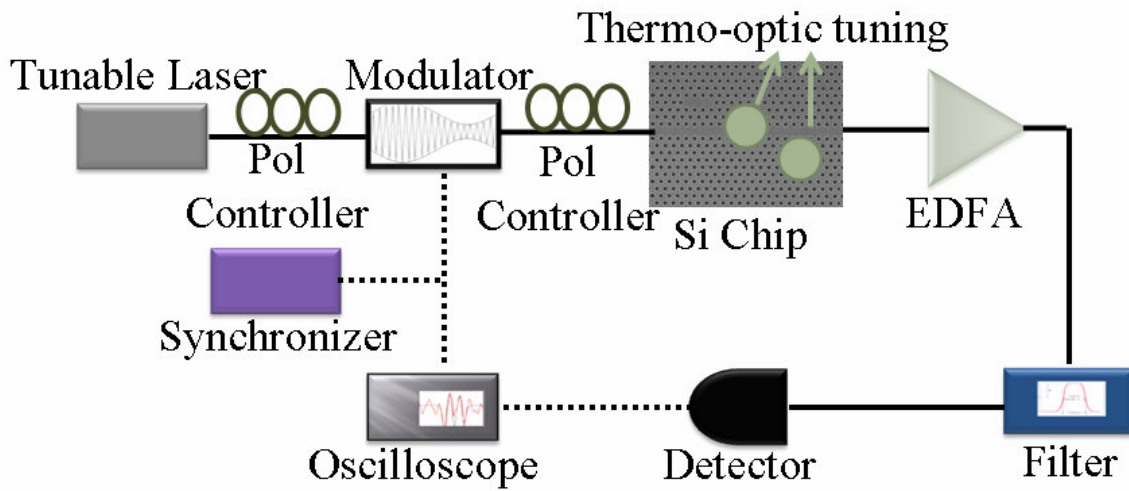 Thermo-optic tuning
Tunable Laser
Modulator
Pol
Controller
Pol
Controller
Si Chip
EDFA
Synchronizer
Oscilloscope
Detector
Filter